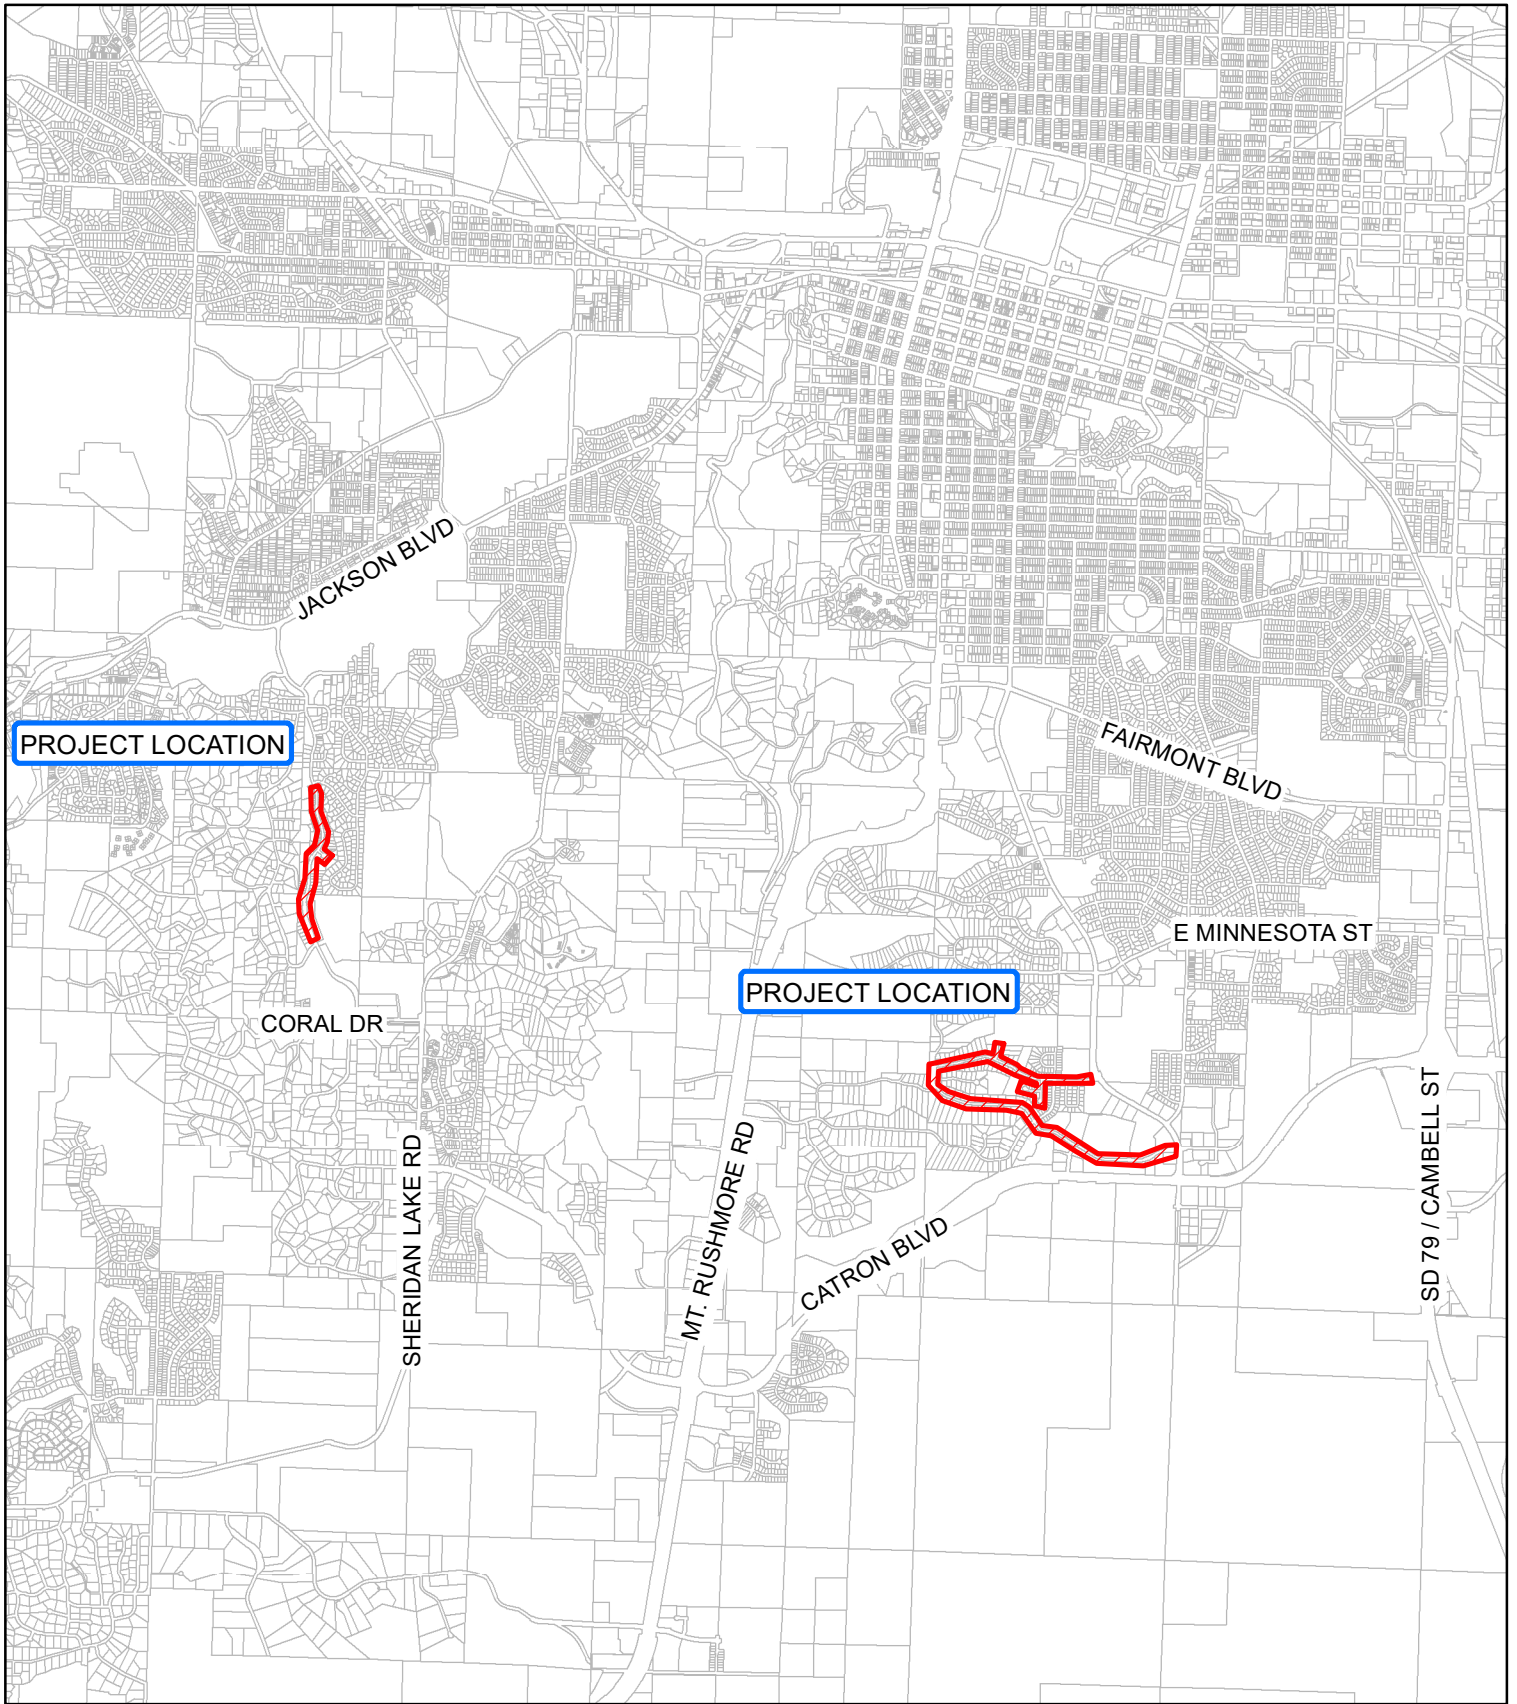 JACKSON BLVD
PROJECT LOCATION
FAIRMONT BLVD
E MINNESOTA ST
PROJECT LOCATION
CORAL DR
SHERIDAN LAKE RD
MT. RUSHMORE RD
CATRON BLVD
SD 79 / CAMBELL ST